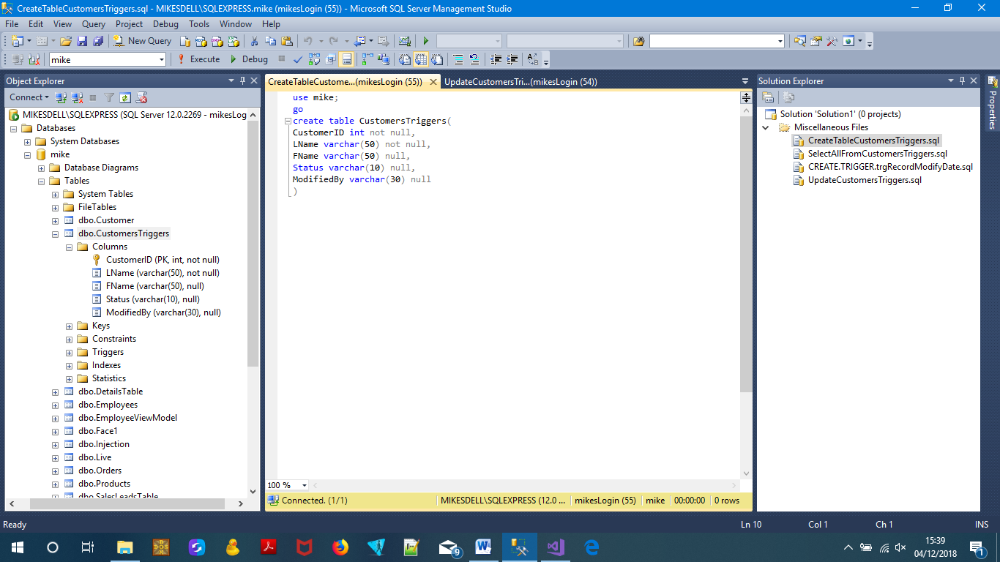 CreateTableCustomersTriggers.sql - MIKESDELL\SQLEXPRESS.mike (mikesLogin (55)) - Microsoft SQL Server Management Studio
File Edit View Query Project Debug Tools Window Help
New Query
mike Execute Debug
Object Explorer
Connect
MIKESDELL\SQLEXPRESS (SQL Server 12.0.2269 - mikesLog
Databases
System Databases
mike
Database Diagrams
Tables
System Tables
FileTables
dbo.Customer
dbo.CustomersTriggers
Columns
CustomerID (PK, int, not null)
LName (varchar(50), not null)
FName (varchar(50), null)
Status (varchar(10), null)
ModifiedBy (varchar(30), null)
Keys
Constraints
Triggers
Indexes
Statistics
dbo.DetailsTable
dbo.Employees
dbo.EmployeeViewModel
dbo.Face1
dbo.Injection
dbo.Live
dbo.Orders
dbo.Products
dbo.SalesLeadsTable
CreateTableCustome...(mikesLogin (55)) UpdateCustomersTri...(mikesLogin (54))
use mike;
go
create table CustomersTriggers(
CustomerID int not null,
LName varchar(50) not null,
FName varchar(50) null,
Status varchar(10) null,
ModifiedBy varchar(30) null
)
100 %
Connected. (1/1) MIKESDELL\SQLEXPRESS (12.0 ... mikesLogin (55) mike 00:00:00 0 rows
Solution Explorer
Solution 'Solution1' (0 projects)
Miscellaneous Files
CreateTableCustomersTriggers.sql
SelectAllFromCustomersTriggers.sql
CREATE.TRIGGER.trgRecordModifyDate.sql
UpdateCustomersTriggers.sql
Properties
Ready Ln 10 Col 1 Ch 1 INS
DOS
9
15:39
04/12/2018
1